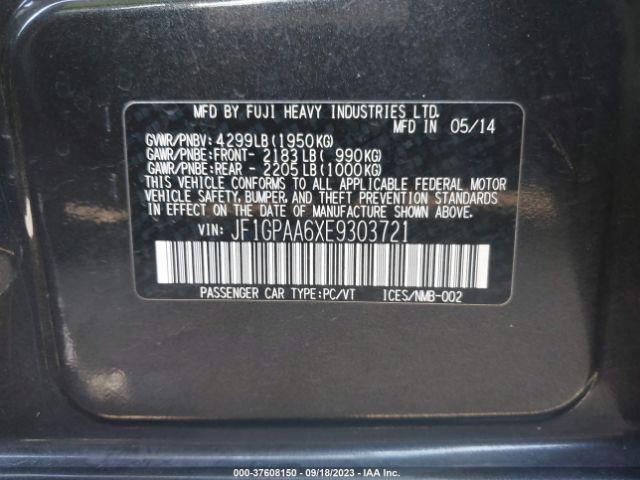 MFD BY FUJI HEAVY INDUSTRIES LTD.
MFD IN 05/14
GVWR/PNBV: 4299LB(1950KG)
GAWR/PNBE:FRONT- 2183LB( 990KG)
GAWR/PNBE:REAR - 2205LB(1000KG)
THIS VEHICLE CONFORMS TO ALL APPLICABLE FEDERAL MOTOR
VEHICLE SAFETY, BUMPER, AND THEFT PREVENTION STANDARDS
IN EFFECT ON THE DATE OF MANUFACTURE SHOWN ABOVE.
VIN: JF1GPAA6XE9303721
PASSENGER CAR TYPE:PC/VT ICES/NMB-002
000-37608150 - 09/18/2023 - IAA Inc.